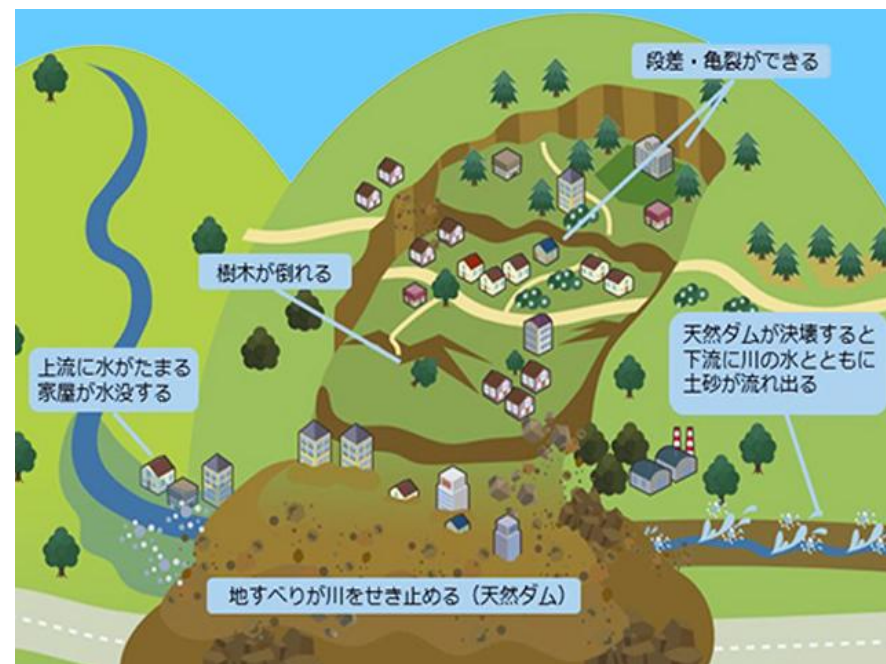 段差・亀裂ができる
樹木が倒れる
上流に水がたまる
家屋が水没する
天然ダムが決壊すると
下流に川の水とともに
土砂が流れ出る
地すべりが川をせき止める（天然ダム）